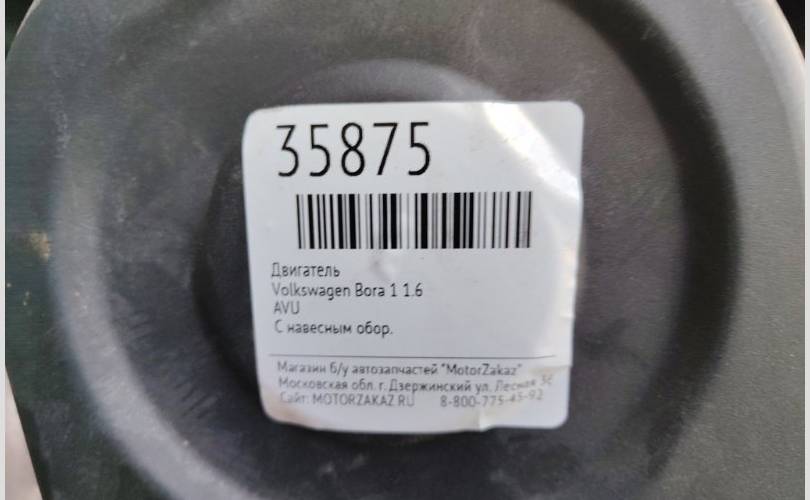 35875
Двигатель
Volkswagen Bora 1 1.6
AVU
С навесным обор.
Магазин б/у автозапчастей "MotorZakaz"
Московская обл. г. Дзержинский ул. Лесная
Сайт: MOTORZAKAZ.RU 8-800-775-45-92